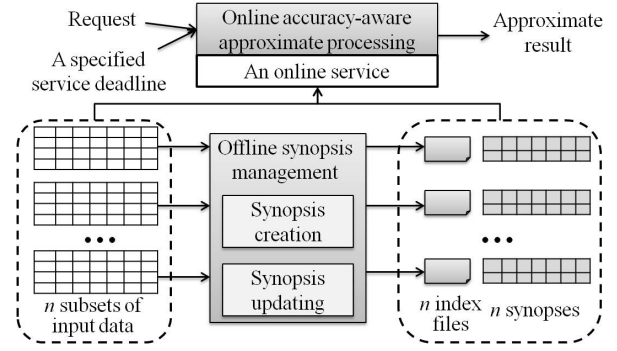 Request
A specified
service deadline
Online accuracy-aware
approximate processing
An online service
Approximate
result
Offline synopsis
management
Synopsis
creation
Synopsis
updating
•••
n subsets of
input data
•••
n index
files
n synopses